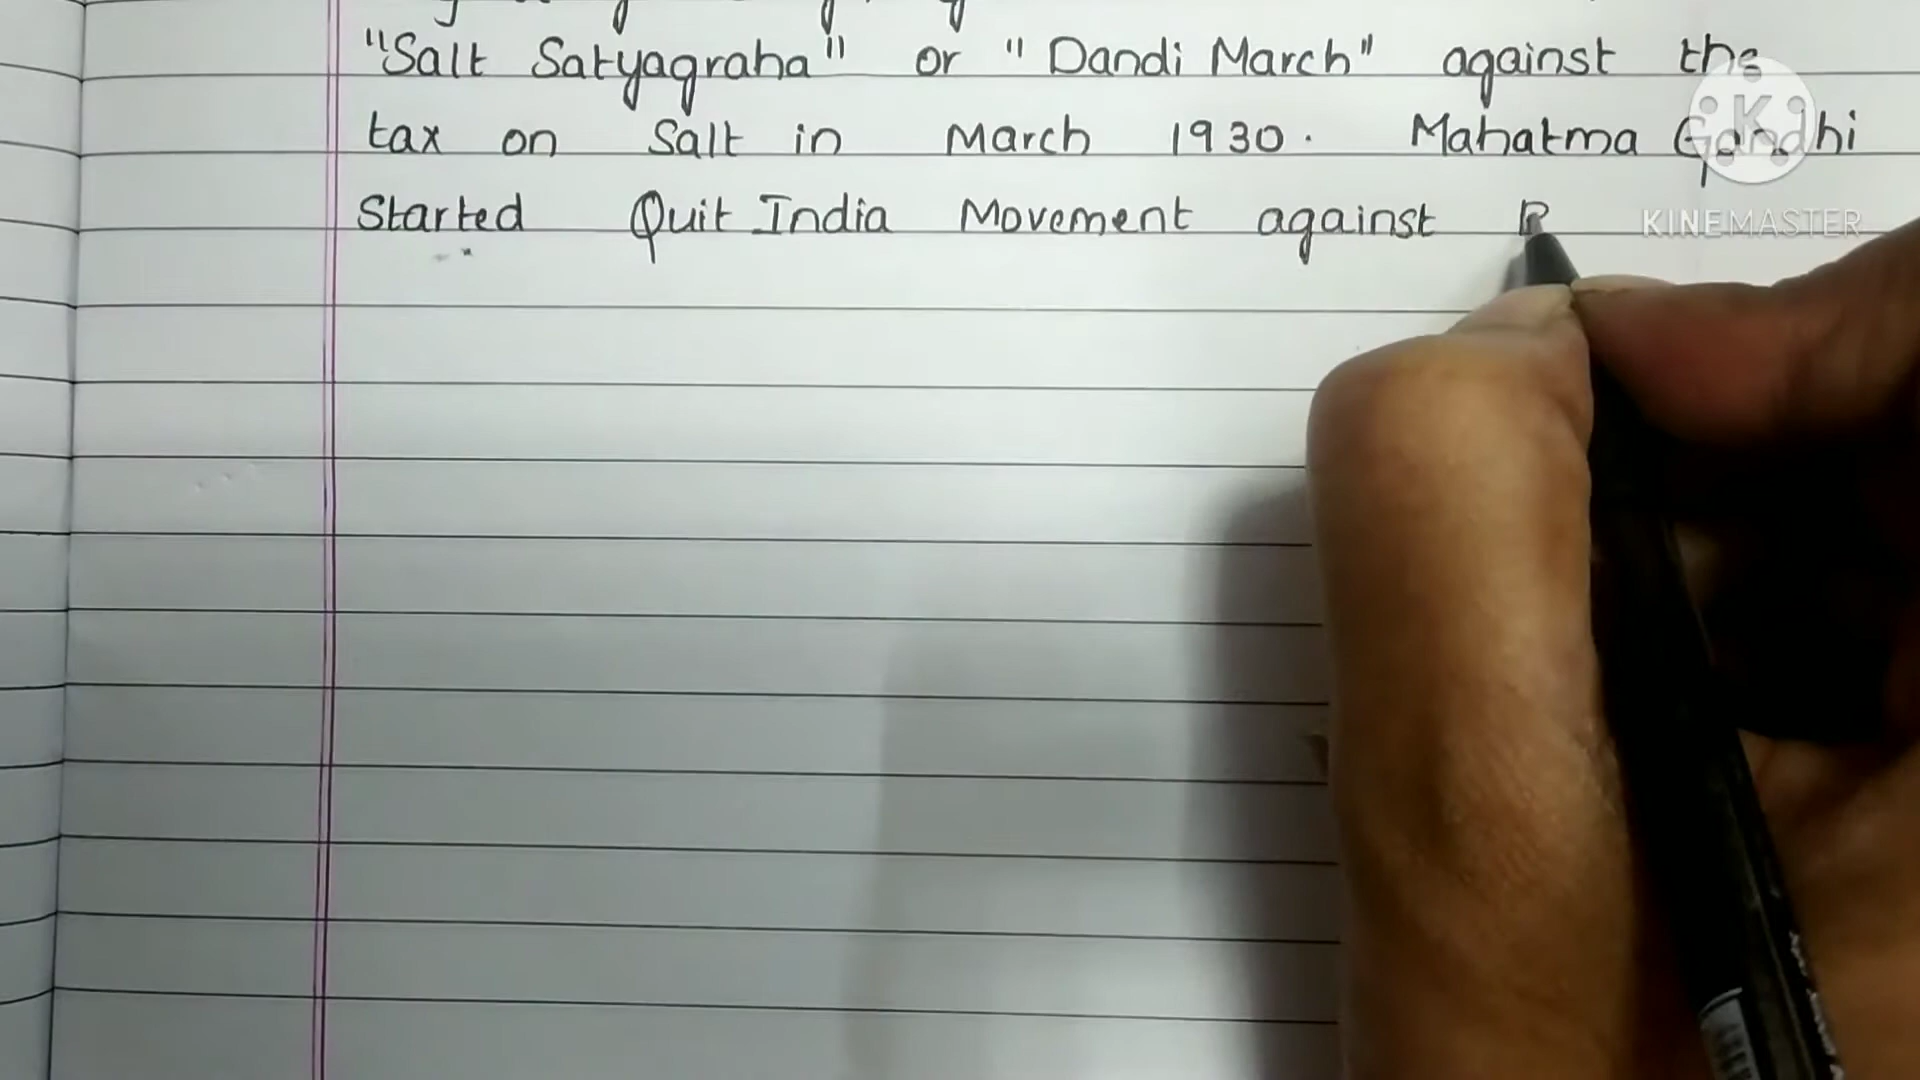 "Salt Satyagraha" or "Dandi March" against the
tax on Salt in March 1930. Mahatma Gandhi
Started Quit India Movement against
KINEMASTER